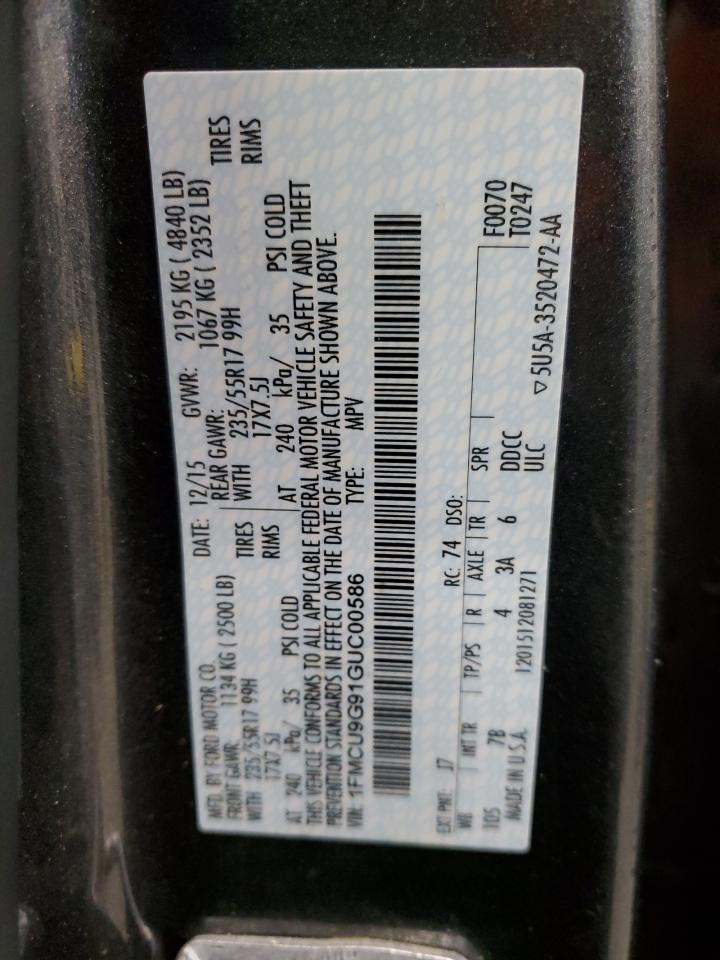 MFD. BY FORD MOTOR CO. DATE: 12/15 GVWR: 2195 KG ( 4840 LB)
FRONT GAWR: 1134 KG ( 2500 LB) REAR GAWR: 1067 KG ( 2352 LB)
WITH 235/55R17 99H TIRES WITH 235/55R17 99H TIRES
17X7.5J RIMS 17X7.5J RIMS
AT 240 kPa/ 35 PSI COLD AT 240 kPa/ 35 PSI COLD
THIS VEHICLE CONFORMS TO ALL APPLICABLE FEDERAL MOTOR VEHICLE SAFETY AND THEFT
PREVENTION STANDARDS IN EFFECT ON THE DATE OF MANUFACTURE SHOWN ABOVE.
VIN: 1FMCU9G91GUC00586 TYPE: MPV
EXT PNT: J7 RC: 74 DSO:
WB INT TR TP/PS R AXLE TR SPR F0070
105 7B 4 3A 6 DDCC T0247
MADE IN U.S.A. 1201512081271 ULC ▽5U5A-3520472-AA